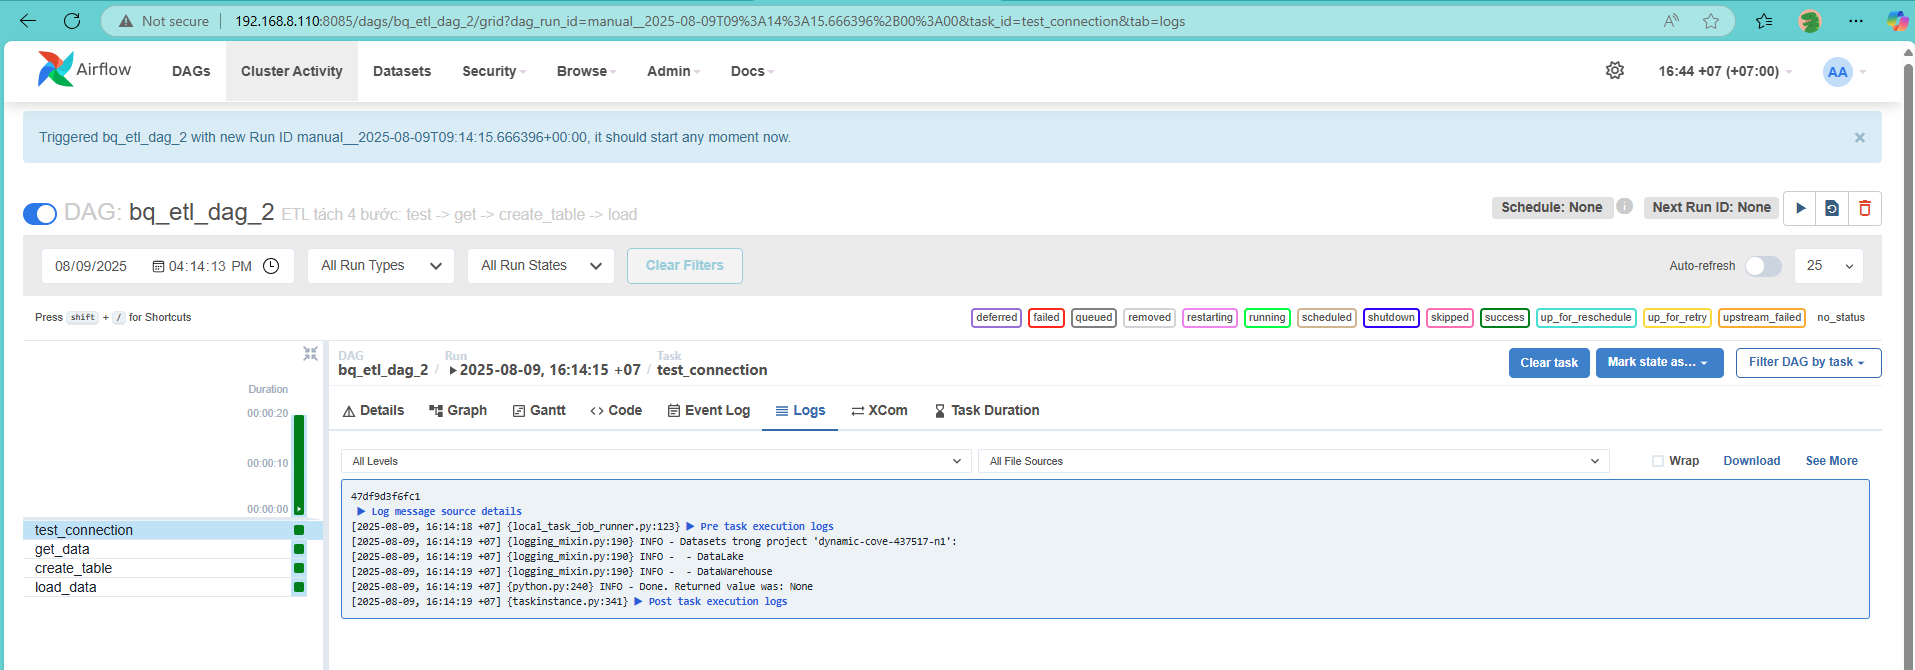 Not secure 192.168.8.110:8085/dags/bq_etl_dag_2/grid?dag_run_id=manual__2025-08-09T09%3A14%3A15.666396%2B00%3A00&task_id=test_connection&tab=logs
Airflow DAGs Cluster Activity Datasets Security Browse Admin Docs 16:44 +07 (+07:00) AA
Triggered bq_etl_dag_2 with new Run ID manual__2025-08-09T09:14:15.666396+00:00, it should start any moment now. ×
DAG: bq_etl_dag_2 ETL tách 4 bước: test -> get -> create_table -> load Schedule: None Next Run ID: None
08/09/2025 04:14:13 PM All Run Types All Run States Clear Filters Auto-refresh 25
Press shift + / for Shortcuts deferred failed queued removed restarting running scheduled shutdown skipped success up_for_reschedule up_for_retry upstream_failed no_status
DAG Run Task
bq_etl_dag_2 / 2025-08-09, 16:14:15 +07 / test_connection Clear task Mark state as... Filter DAG by task
Duration
00:00:20
00:00:10
00:00:00
test_connection
get_data
create_table
load_data
Details Graph Gantt Code Event Log Logs XCom Task Duration
All Levels All File Sources Wrap Download See More
47df9d3f6fc1
Log message source details
[2025-08-09, 16:14:18 +07] {local_task_job_runner.py:123} Pre task execution logs
[2025-08-09, 16:14:19 +07] {logging_mixin.py:190} INFO - Datasets trong project 'dynamic-cove-437517-n1':
[2025-08-09, 16:14:19 +07] {logging_mixin.py:190} INFO -  - DataLake
[2025-08-09, 16:14:19 +07] {logging_mixin.py:190} INFO -  - DataWarehouse
[2025-08-09, 16:14:19 +07] {python.py:240} INFO - Done. Returned value was: None
[2025-08-09, 16:14:19 +07] {taskinstance.py:341} Post task execution logs